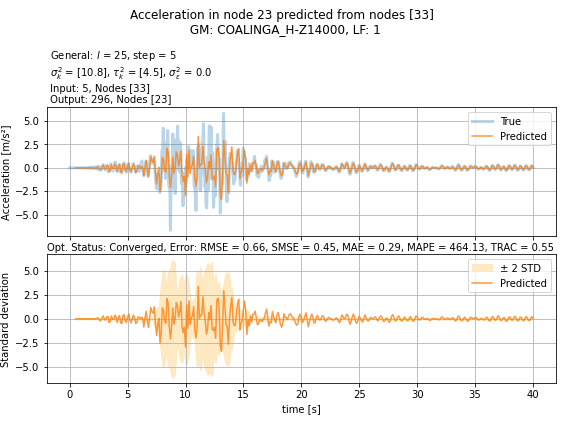 Acceleration in node 23 predicted from nodes [33]
GM: COALINGA_H-Z14000, LF: 1
General: l = 25, step = 5
σ²ₖ = [10.8], τ²ₖ = [4.5], σ²ε = 0.0
Input: 5, Nodes [33]
Output: 296, Nodes [23]
Acceleration [m/s²]
5.0
2.5
0.0
−2.5
−5.0
True
Predicted
Opt. Status: Converged, Error: RMSE = 0.66, SMSE = 0.45, MAE = 0.29, MAPE = 464.13, TRAC = 0.55
Standard deviation
5.0
2.5
0.0
−2.5
−5.0
± 2 STD
Predicted
0 5 10 15 20 25 30 35 40
time [s]